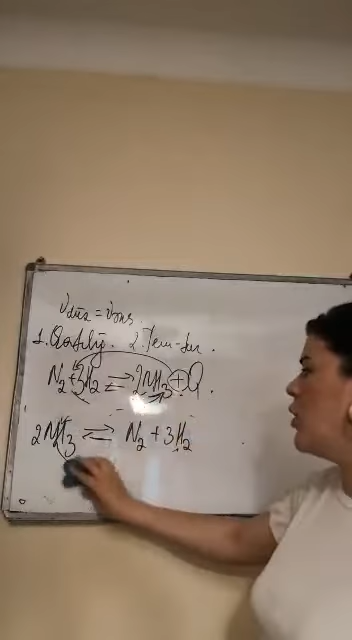 V düz = V əks.
1. Qatılıq. 2. Tem-tur.
N₂ + 3H₂ ⇄ 2NH₃ + Q.
2NH₃ ⇄ N₂ + 3H₂